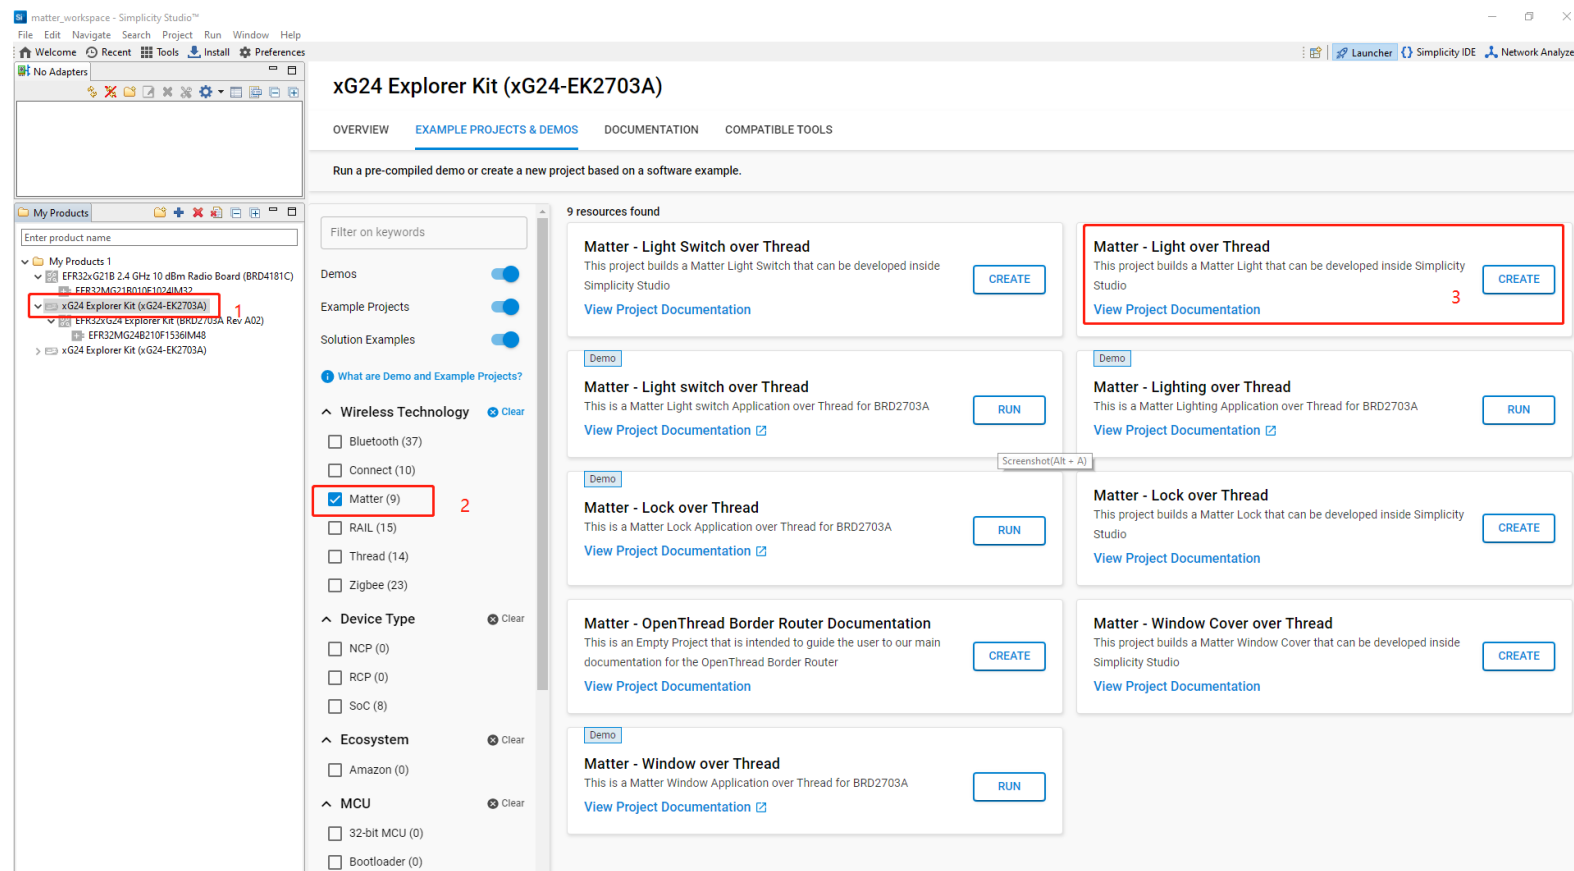 matter_workspace - Simplicity Studio™
File Edit Navigate Search Project Run Window Help
Welcome Recent Tools Install Preferences
Launcher Simplicity IDE Network Analyze
No Adapters
My Products
Enter product name
My Products 1
EFR32xG21B 2.4 GHz 10 dBm Radio Board (BRD4181C)
EFR32MG21B010F1024IM32
xG24 Explorer Kit (xG24-EK2703A)
1
EFR32xG24 Explorer Kit (BRD2703A Rev A02)
EFR32MG24B210F1536IM48
xG24 Explorer Kit (xG24-EK2703A)
xG24 Explorer Kit (xG24-EK2703A)
OVERVIEW EXAMPLE PROJECTS & DEMOS DOCUMENTATION COMPATIBLE TOOLS
Run a pre-compiled demo or create a new project based on a software example.
Filter on keywords
Demos
Example Projects
Solution Examples
What are Demo and Example Projects?
Wireless Technology Clear
Bluetooth (37)
Connect (10)
Matter (9)
2
RAIL (15)
Thread (14)
Zigbee (23)
Device Type Clear
NCP (0)
RCP (0)
SoC (8)
Ecosystem Clear
Amazon (0)
MCU Clear
32-bit MCU (0)
Bootloader (0)
9 resources found
Matter - Light Switch over Thread
This project builds a Matter Light Switch that can be developed inside
Simplicity Studio
View Project Documentation
CREATE
Matter - Light over Thread
This project builds a Matter Light that can be developed inside Simplicity
Studio
View Project Documentation
CREATE
3
Demo
Matter - Light switch over Thread
This is a Matter Light switch Application over Thread for BRD2703A
View Project Documentation
RUN
Demo
Matter - Lighting over Thread
This is a Matter Lighting Application over Thread for BRD2703A
View Project Documentation
RUN
Screenshot(Alt + A)
Demo
Matter - Lock over Thread
This is a Matter Lock Application over Thread for BRD2703A
View Project Documentation
RUN
Matter - Lock over Thread
This project builds a Matter Lock that can be developed inside Simplicity
Studio
View Project Documentation
CREATE
Matter - OpenThread Border Router Documentation
This is an Empty Project that is intended to guide the user to our main
documentation for the OpenThread Border Router
View Project Documentation
CREATE
Matter - Window Cover over Thread
This project builds a Matter Window Cover that can be developed inside
Simplicity Studio
View Project Documentation
CREATE
Demo
Matter - Window over Thread
This is a Matter Window Application over Thread for BRD2703A
View Project Documentation
RUN